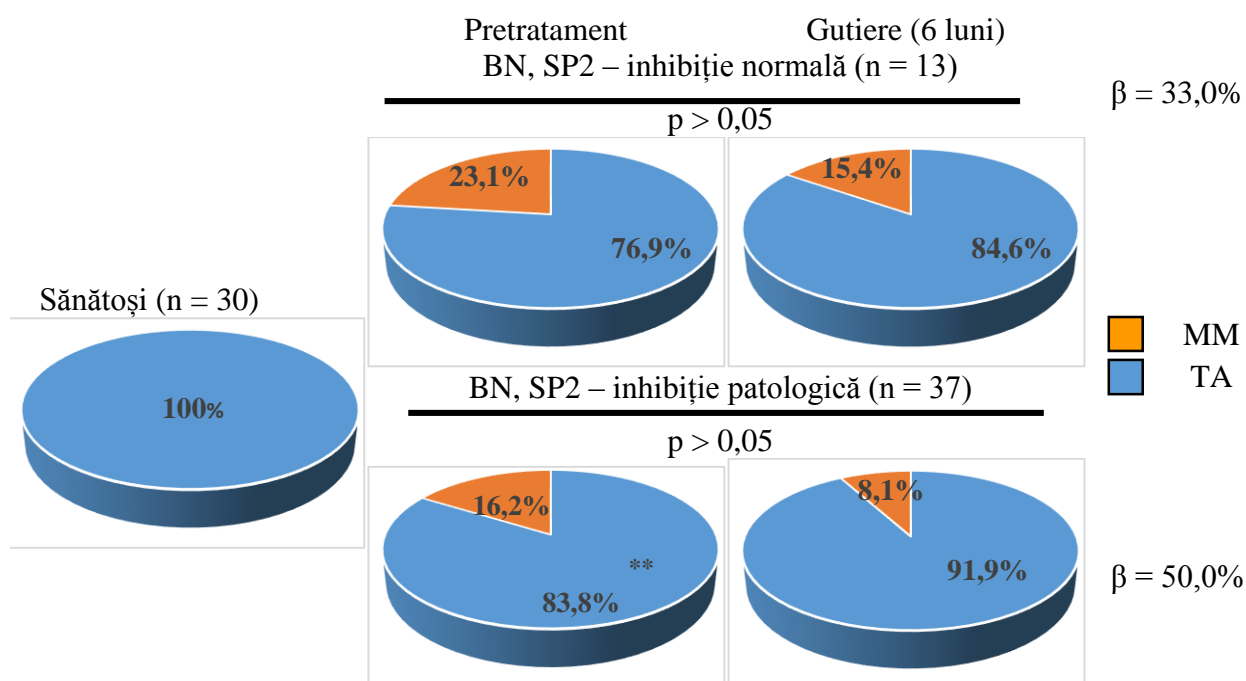 Pretratament Gutiere (6 luni)
BN, SP2 – inhibiție normală (n = 13)
β = 33,0%
p > 0,05
23,1%
76,9%
15,4%
84,6%
Sănătoși (n = 30)
100%
MM
TA
BN, SP2 – inhibiție patologică (n = 37)
p > 0,05
16,2%
**
83,8%
8,1%
91,9%
β = 50,0%